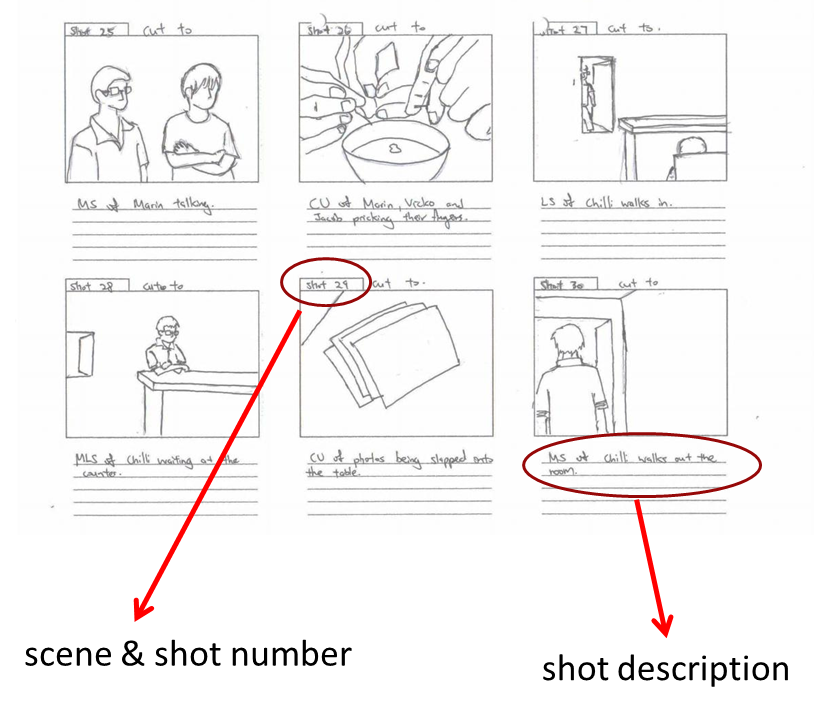 Shot 25 cut to
Shot 26 cut to
Shot 27 cut to.
MS of Marin talking.
CU of Marin, Vicko and
Jacob pricking their fingers.
LS of Chilli walks in.
Shot 28 cut to
Shot 29 cut to.
Shot 30 cut to
MLS of Chilli waiting at the
counter.
CU of photos being slapped onto
the table.
MS of Chilli walks out the
room.
scene & shot number
shot description